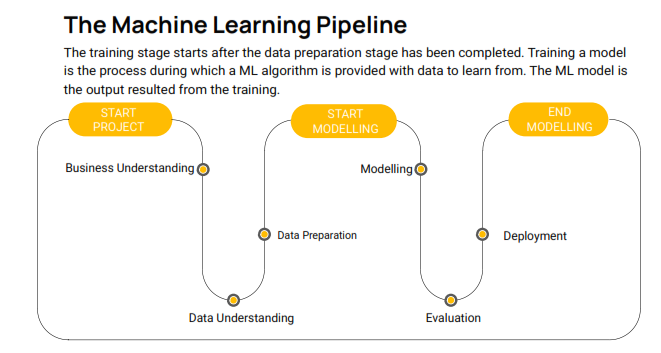 The Machine Learning Pipeline
The training stage starts after the data preparation stage has been completed. Training a model
is the process during which a ML algorithm is provided with data to learn from. The ML model is
the output resulted from the training.
START
PROJECT
START
MODELLING
END
MODELLING
Business Understanding
Modelling
Data Preparation
Deployment
Data Understanding
Evaluation